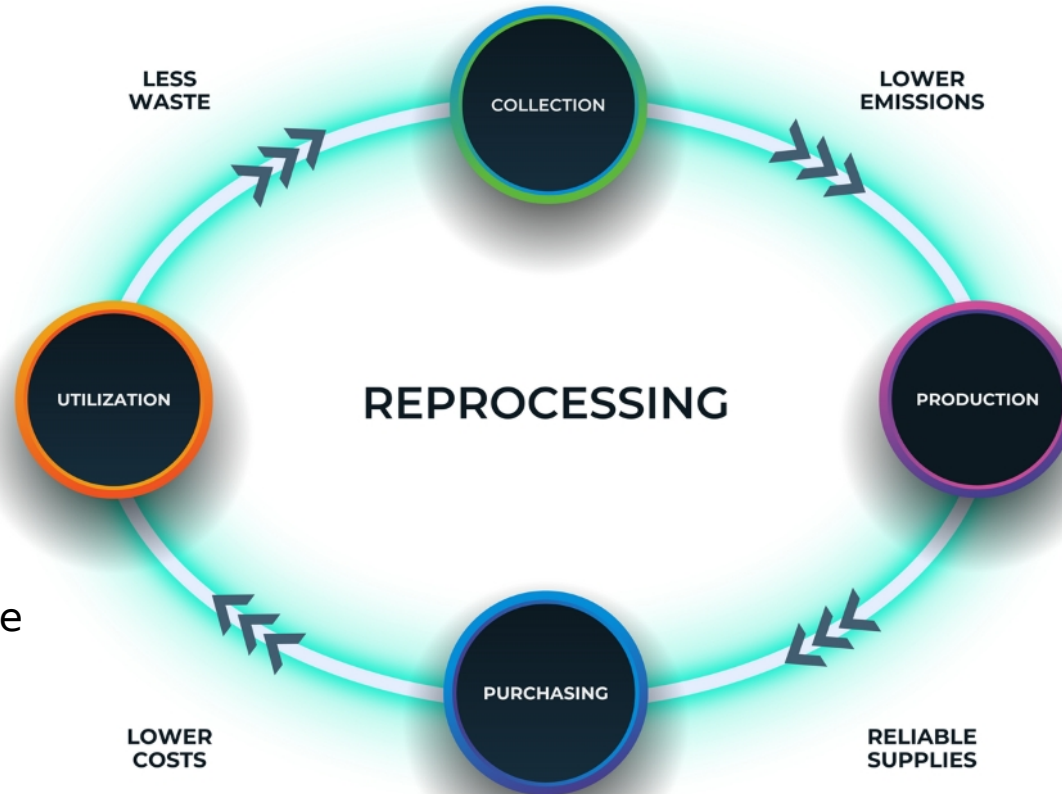 LESS
WASTE
COLLECTION
LOWER
EMISSIONS
UTILIZATION
REPROCESSING
PRODUCTION
e
PURCHASING
LOWER
COSTS
RELIABLE
SUPPLIES